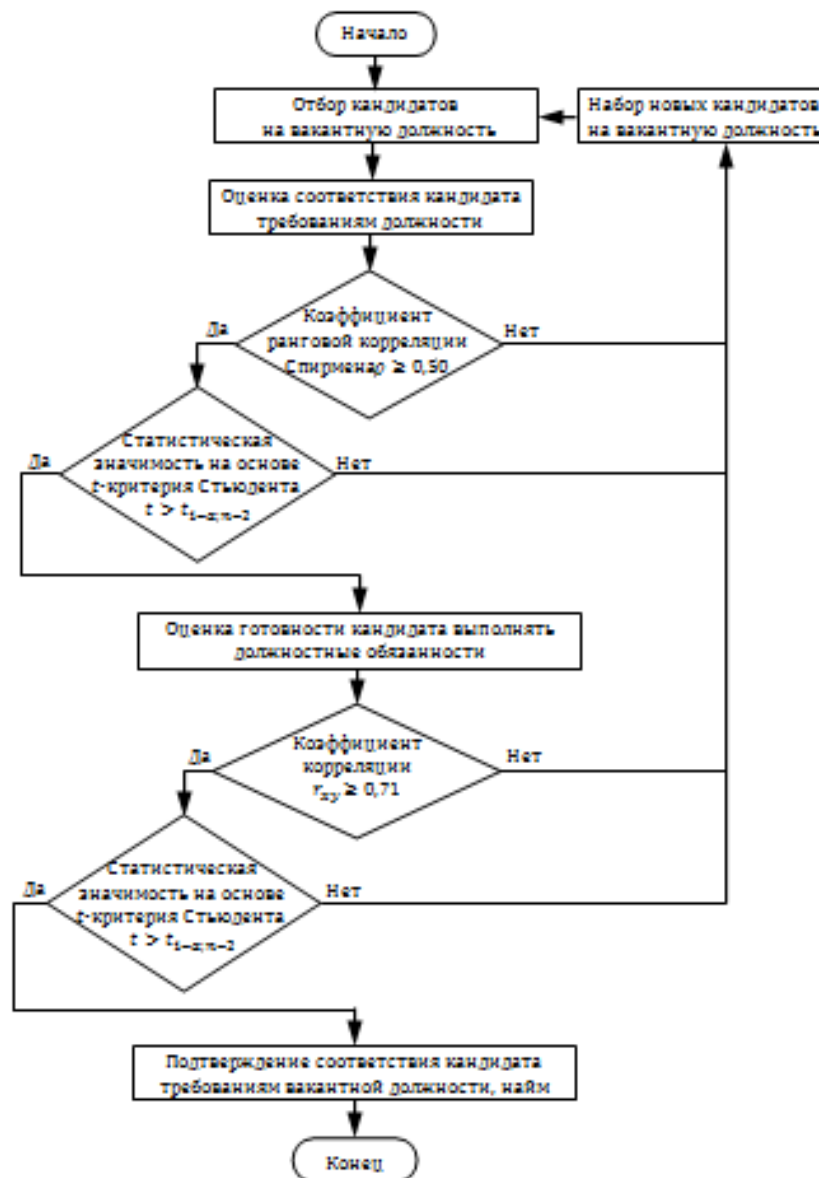 Начало
Отбор кандидатов
на вакантную должность
Набор новых кандидатов
на вакантную должность
Оценка соответствия кандидата
требованиям должности
Да
Коэффициент
ранговой корреляции
Спирмена ρ ≥ 0,50
Нет
Да
Статистическая
значимость на основе
t-критерия Стьюдента
t > t₁₋α;n₋₂
Нет
Оценка готовности кандидата выполнять
должностные обязанности
Да
Коэффициент
корреляции
rxy ≥ 0,71
Нет
Да
Статистическая
значимость на основе
t-критерия Стьюдента
t > t₁₋α;n₋₂
Нет
Подтверждение соответствия кандидата
требованиям вакантной должности, найм
Конец